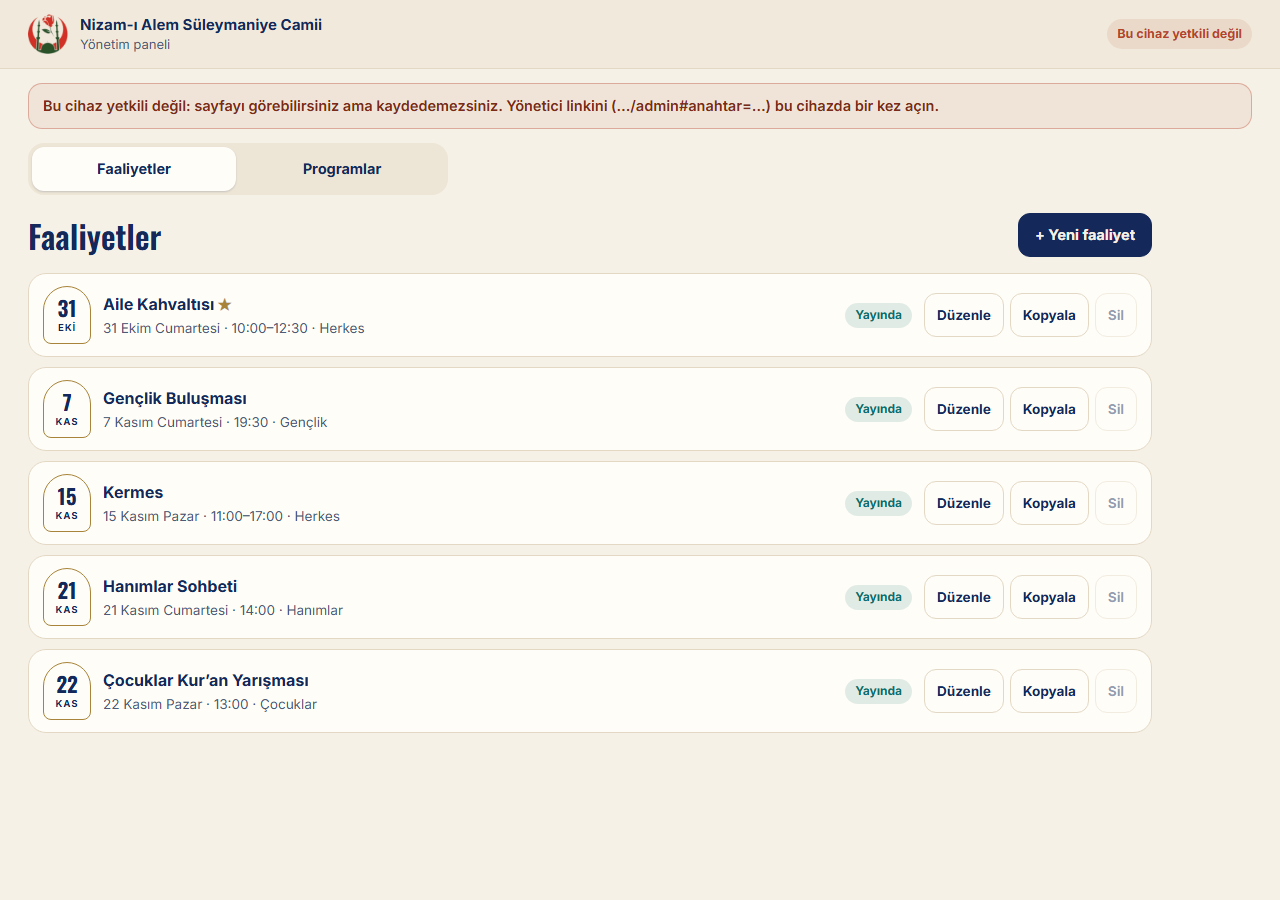 Nizam-ı Alem Süleymaniye Camii
Yönetim paneli
Bu cihaz yetkili değil
Bu cihaz yetkili değil: sayfayı görebilirsiniz ama kaydedemezsiniz. Yönetici linkini (…/admin#anahtar=…) bu cihazda bir kez açın.
Faaliyetler
Programlar
Faaliyetler
+ Yeni faaliyet
31
EKİ
Aile Kahvaltısı ★
31 Ekim Cumartesi · 10:00–12:30 · Herkes
Yayında
Düzenle
Kopyala
Sil
7
KAS
Gençlik Buluşması
7 Kasım Cumartesi · 19:30 · Gençlik
Yayında
Düzenle
Kopyala
Sil
15
KAS
Kermes
15 Kasım Pazar · 11:00–17:00 · Herkes
Yayında
Düzenle
Kopyala
Sil
21
KAS
Hanımlar Sohbeti
21 Kasım Cumartesi · 14:00 · Hanımlar
Yayında
Düzenle
Kopyala
Sil
22
KAS
Çocuklar Kur’an Yarışması
22 Kasım Pazar · 13:00 · Çocuklar
Yayında
Düzenle
Kopyala
Sil